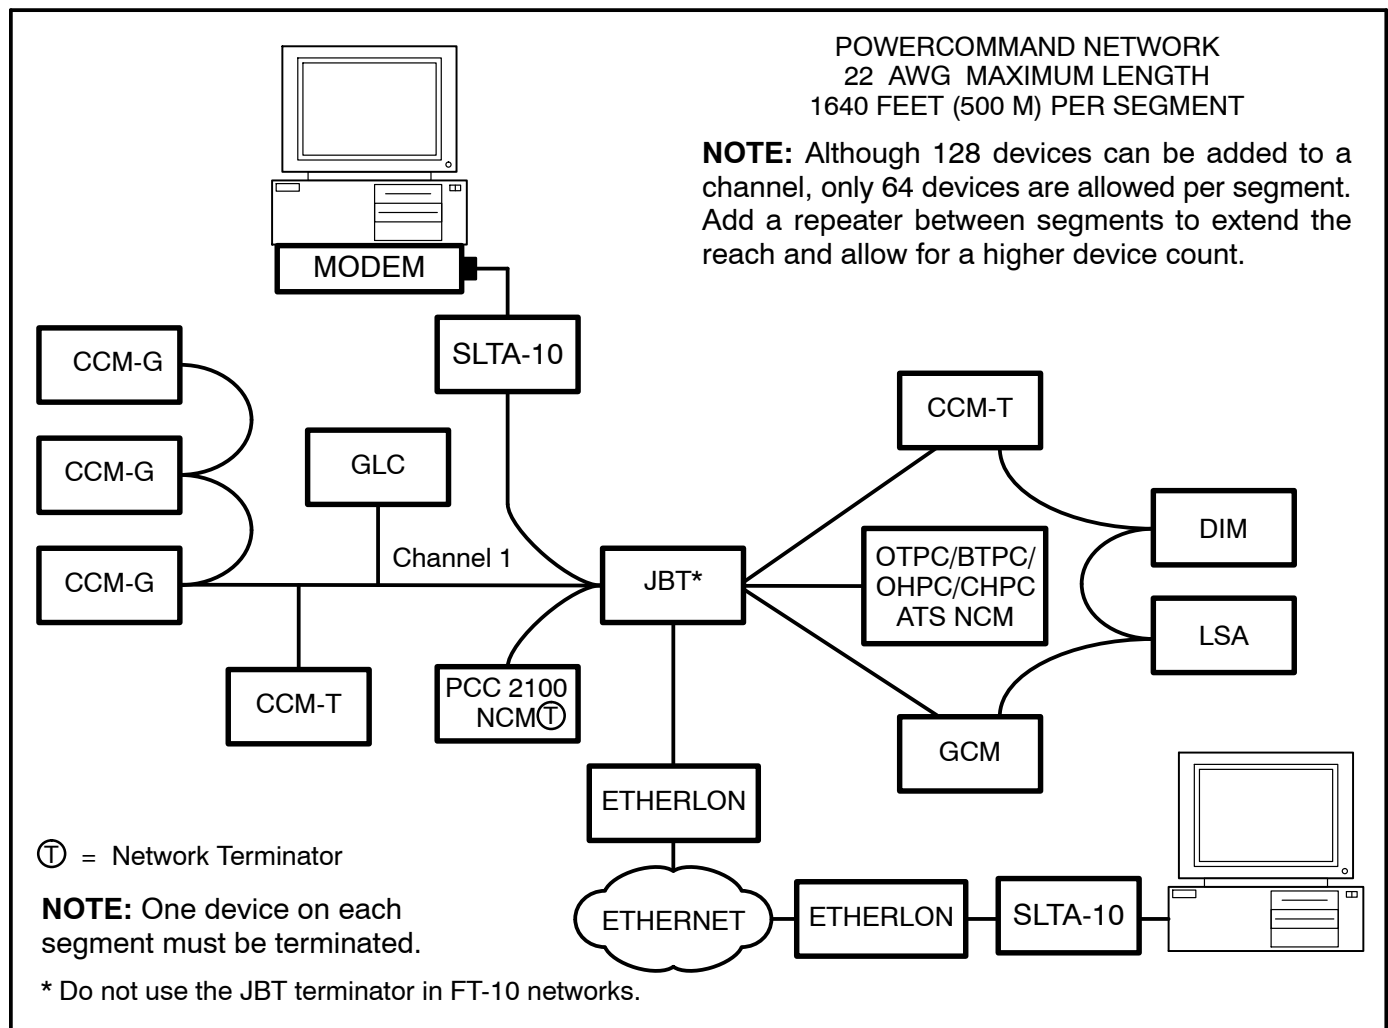 POWERCOMMAND NETWORK
22 AWG MAXIMUM LENGTH
1640 FEET (500 M) PER SEGMENT
NOTE: Although 128 devices can be added to a
channel, only 64 devices are allowed per segment.
Add a repeater between segments to extend the
reach and allow for a higher device count.
MODEM
SLTA-10
CCM-G
CCM-G
CCM-G
GLC
Channel 1
CCM-T
PCC 2100
NCM Ⓣ
JBT*
CCM-T
OTPC/BTPC/
OHPC/CHPC
ATS NCM
DIM
LSA
GCM
ETHERLON
ETHERNET
ETHERLON
SLTA-10
Ⓣ = Network Terminator
NOTE: One device on each
segment must be terminated.
* Do not use the JBT terminator in FT-10 networks.